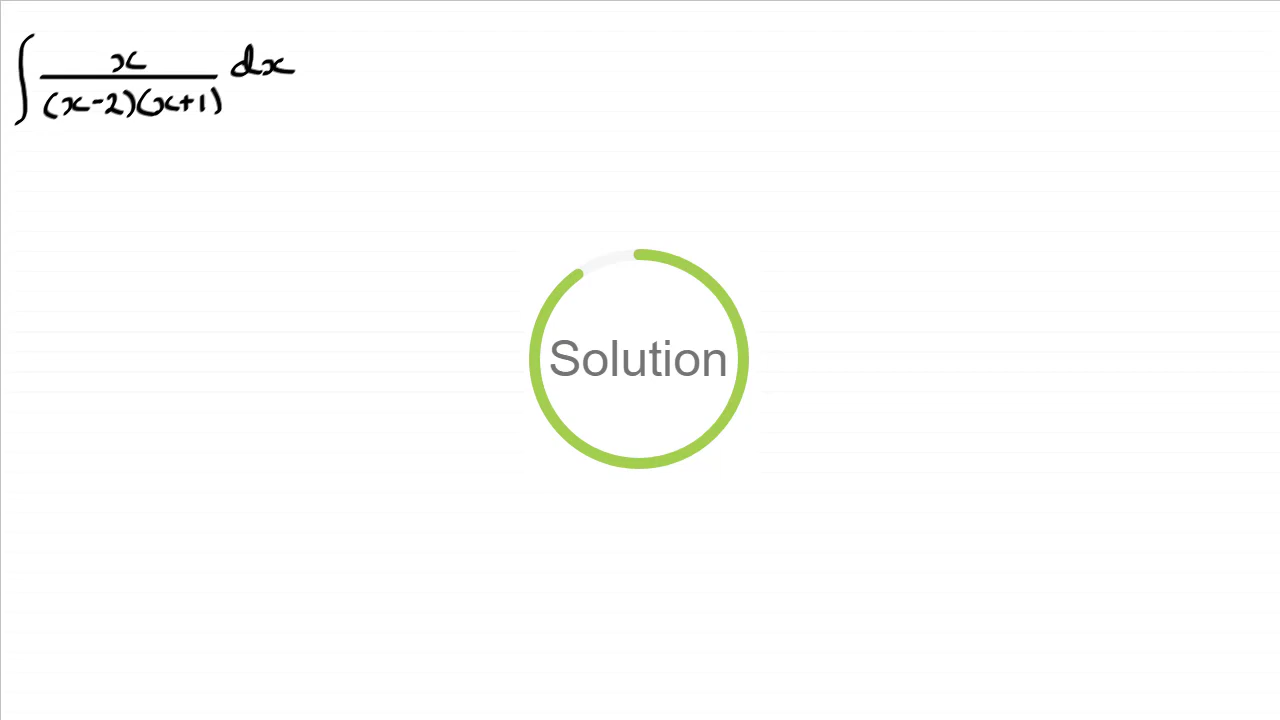 ∫ x / (x-2)(x+1) dx
Solution